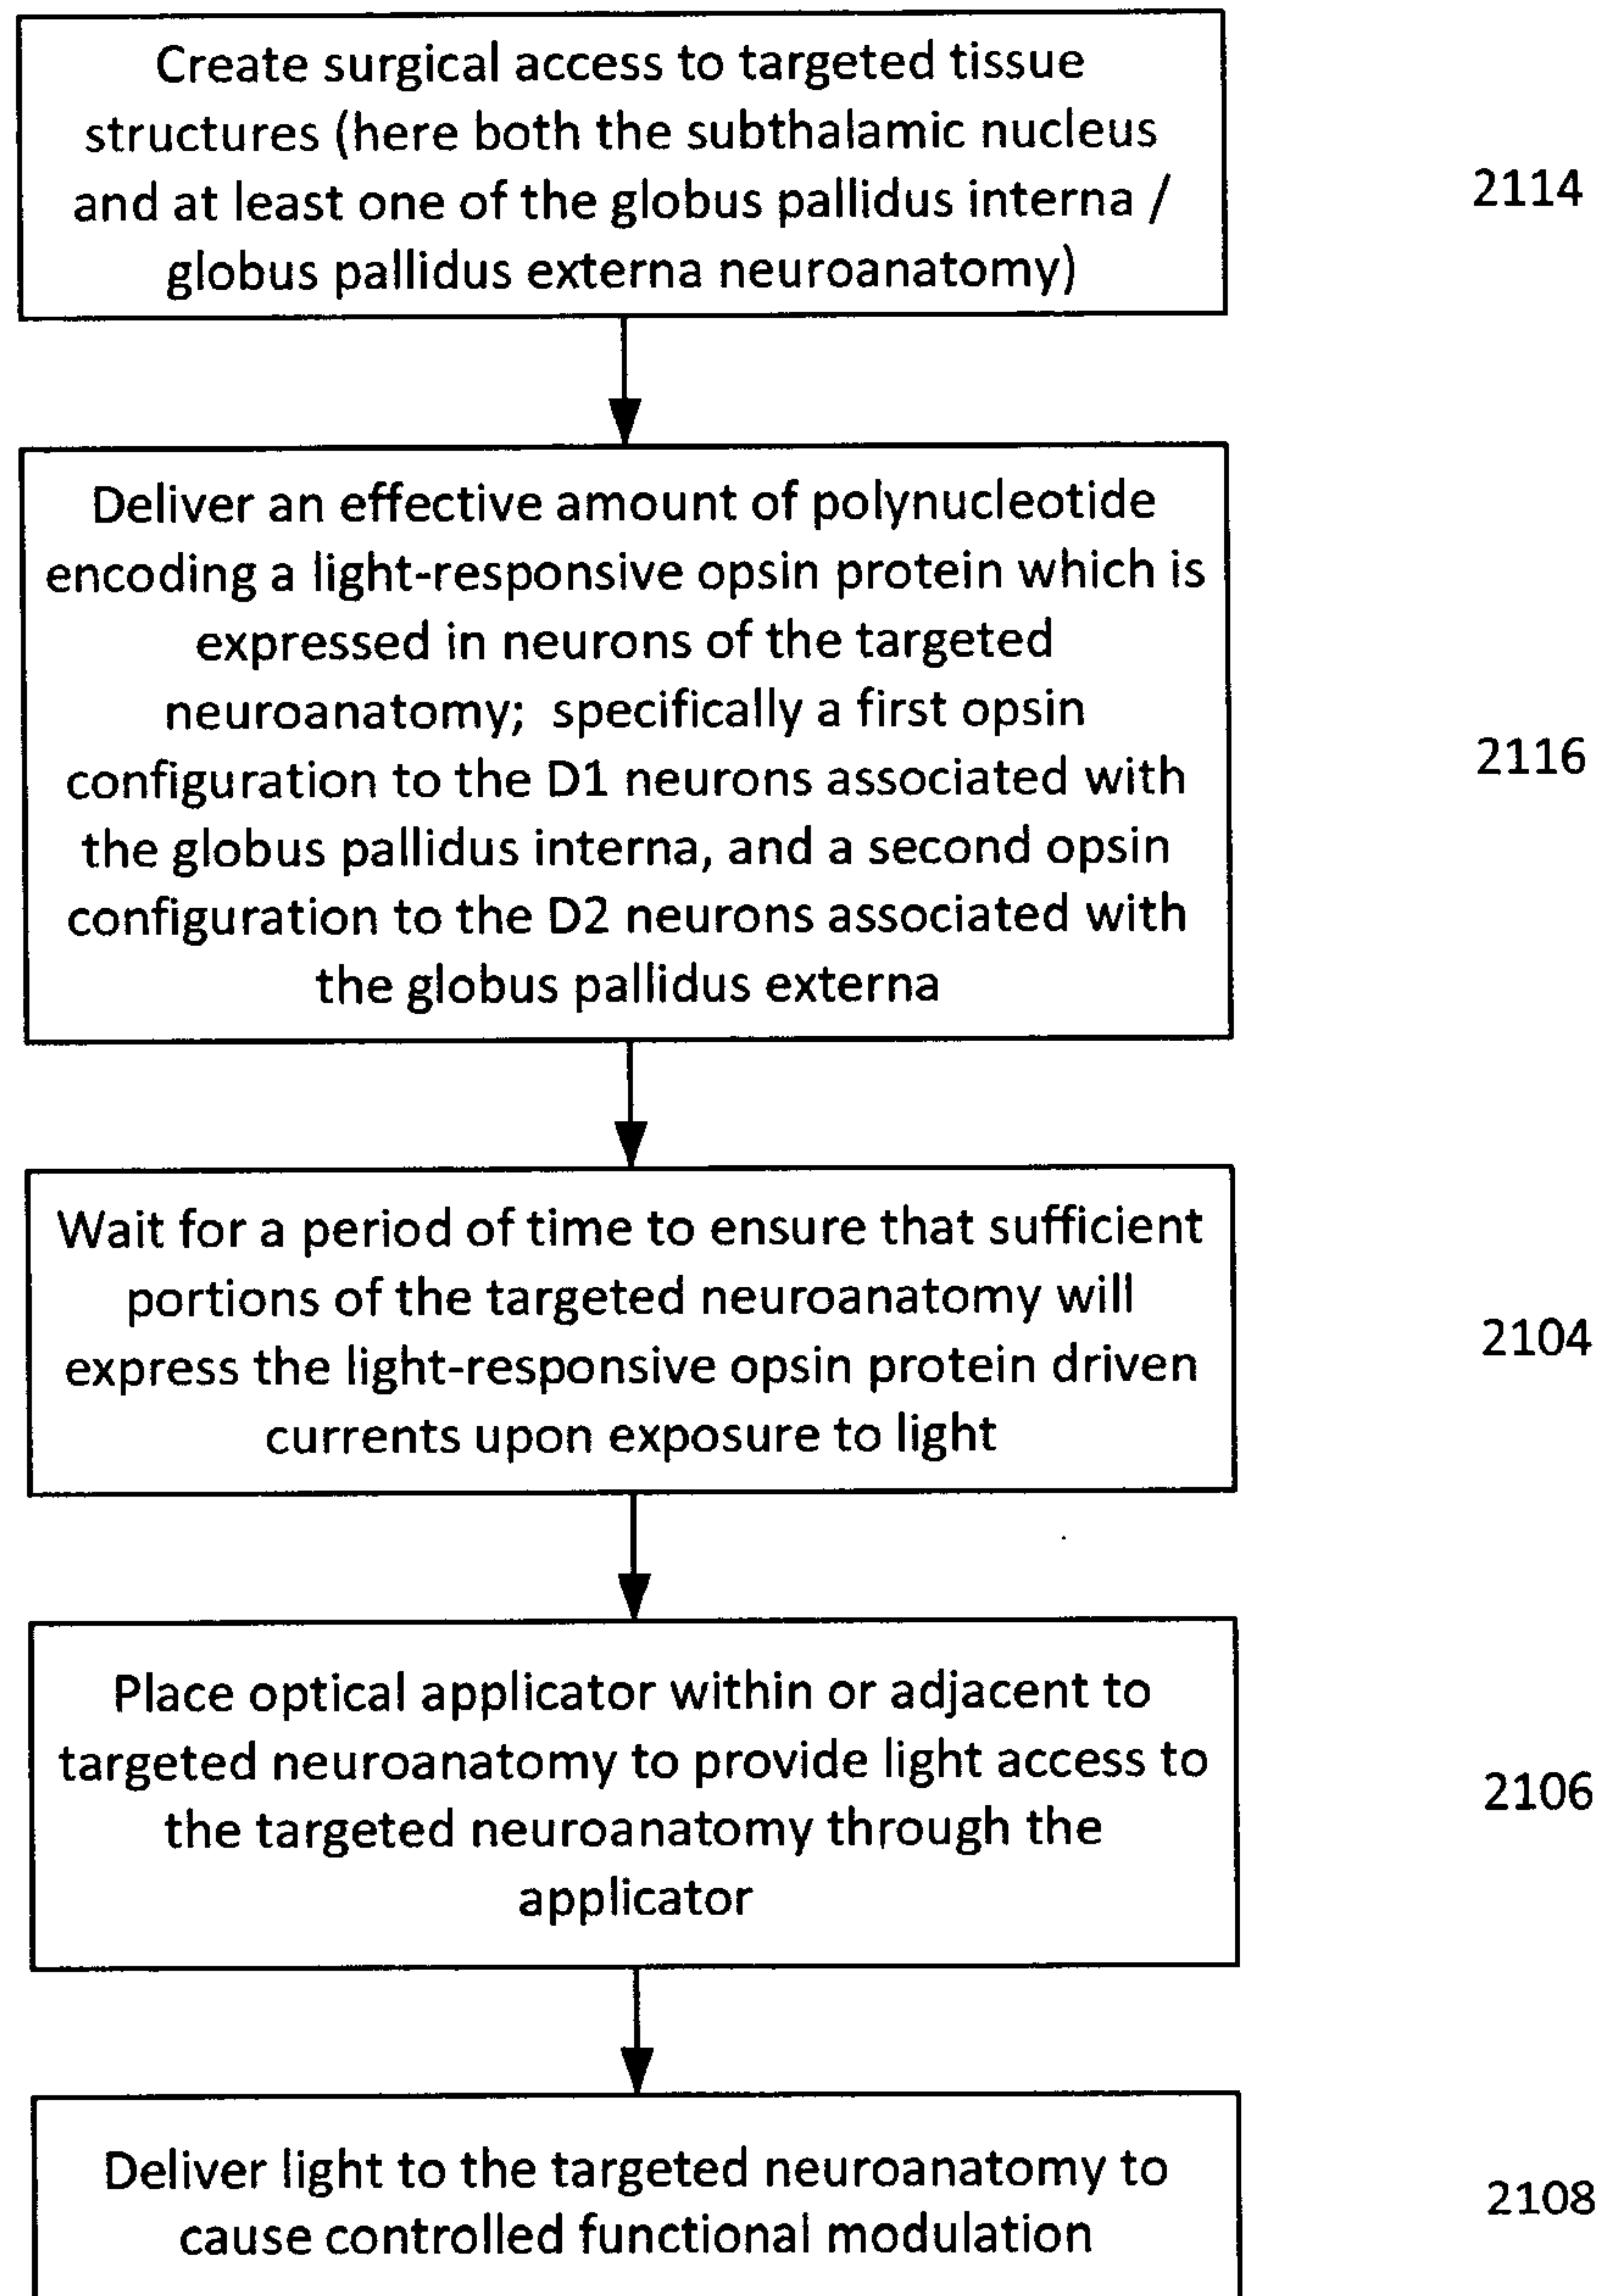 Create surgical access to targeted tissue
structures (here both the subthalamic nucleus
and at least one of the globus pallidus interna /
globus pallidus externa neuroanatomy)
2114
Deliver an effective amount of polynucleotide
encoding a light-responsive opsin protein which is
expressed in neurons of the targeted
neuroanatomy; specifically a first opsin
configuration to the D1 neurons associated with
the globus pallidus interna, and a second opsin
configuration to the D2 neurons associated with
the globus pallidus externa
2116
Wait for a period of time to ensure that sufficient
portions of the targeted neuroanatomy will
express the light-responsive opsin protein driven
currents upon exposure to light
2104
Place optical applicator within or adjacent to
targeted neuroanatomy to provide light access to
the targeted neuroanatomy through the
applicator
2106
Deliver light to the targeted neuroanatomy to
cause controlled functional modulation
2108